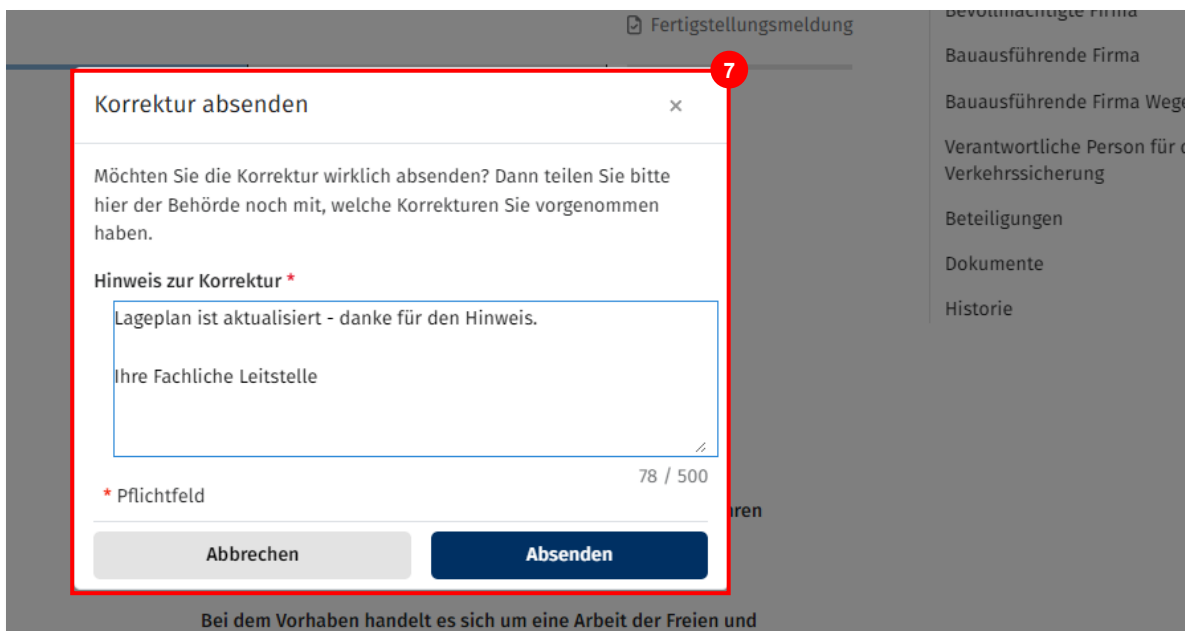 Bevollmächtigte Firma
Fertigstellungsmeldung
Bauausführende Firma
7
Korrektur absenden
×
Bauausführende Firma Wege
Möchten Sie die Korrektur wirklich absenden? Dann teilen Sie bitte
hier der Behörde noch mit, welche Korrekturen Sie vorgenommen
haben.
Verantwortliche Person für d
Verkehrssicherung
Beteiligungen
Dokumente
Historie
Hinweis zur Korrektur *
Lageplan ist aktualisiert - danke für den Hinweis.
Ihre Fachliche Leitstelle
78 / 500
* Pflichtfeld
hren
Abbrechen
Absenden
Bei dem Vorhaben handelt es sich um eine Arbeit der Freien und